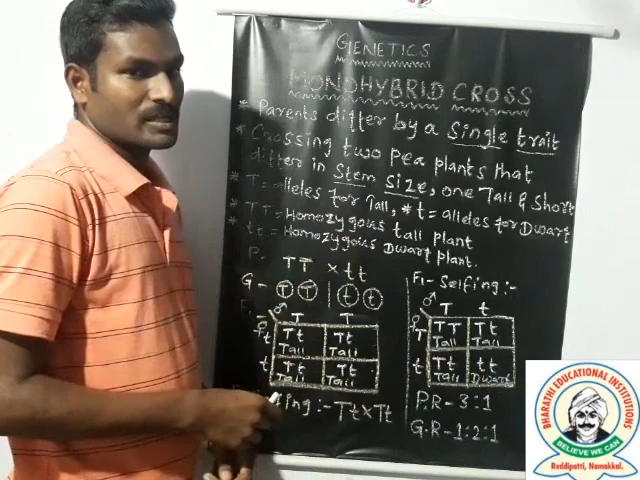 GENETICS
MONOHYBRID CROSS
* Parents differ by a single trait
* Crossing two pea plants that
differ in Stem size, one Tall & Short
* T = alleles for Tall, * t = alleles for Dwarf
* TT = Homozygous tall plant
* tt = Homozygous Dwarf plant.
P- TT × tt
G- T T t t
F1- ♂ T T
♀ t Tt Tall Tt Tall
t Tt Tall Tt Tall
:- Tt × Tt
F1- Selfing :-
♂ T t
♀ T TT Tall Tt Tall
t Tt Tall tt Dwarf
P.R - 3:1
G.R - 1:2:1
BHARATHI EDUCATIONAL INSTITUTIONS
BELIEVE WE CAN
Reddipatti, Namakkal.